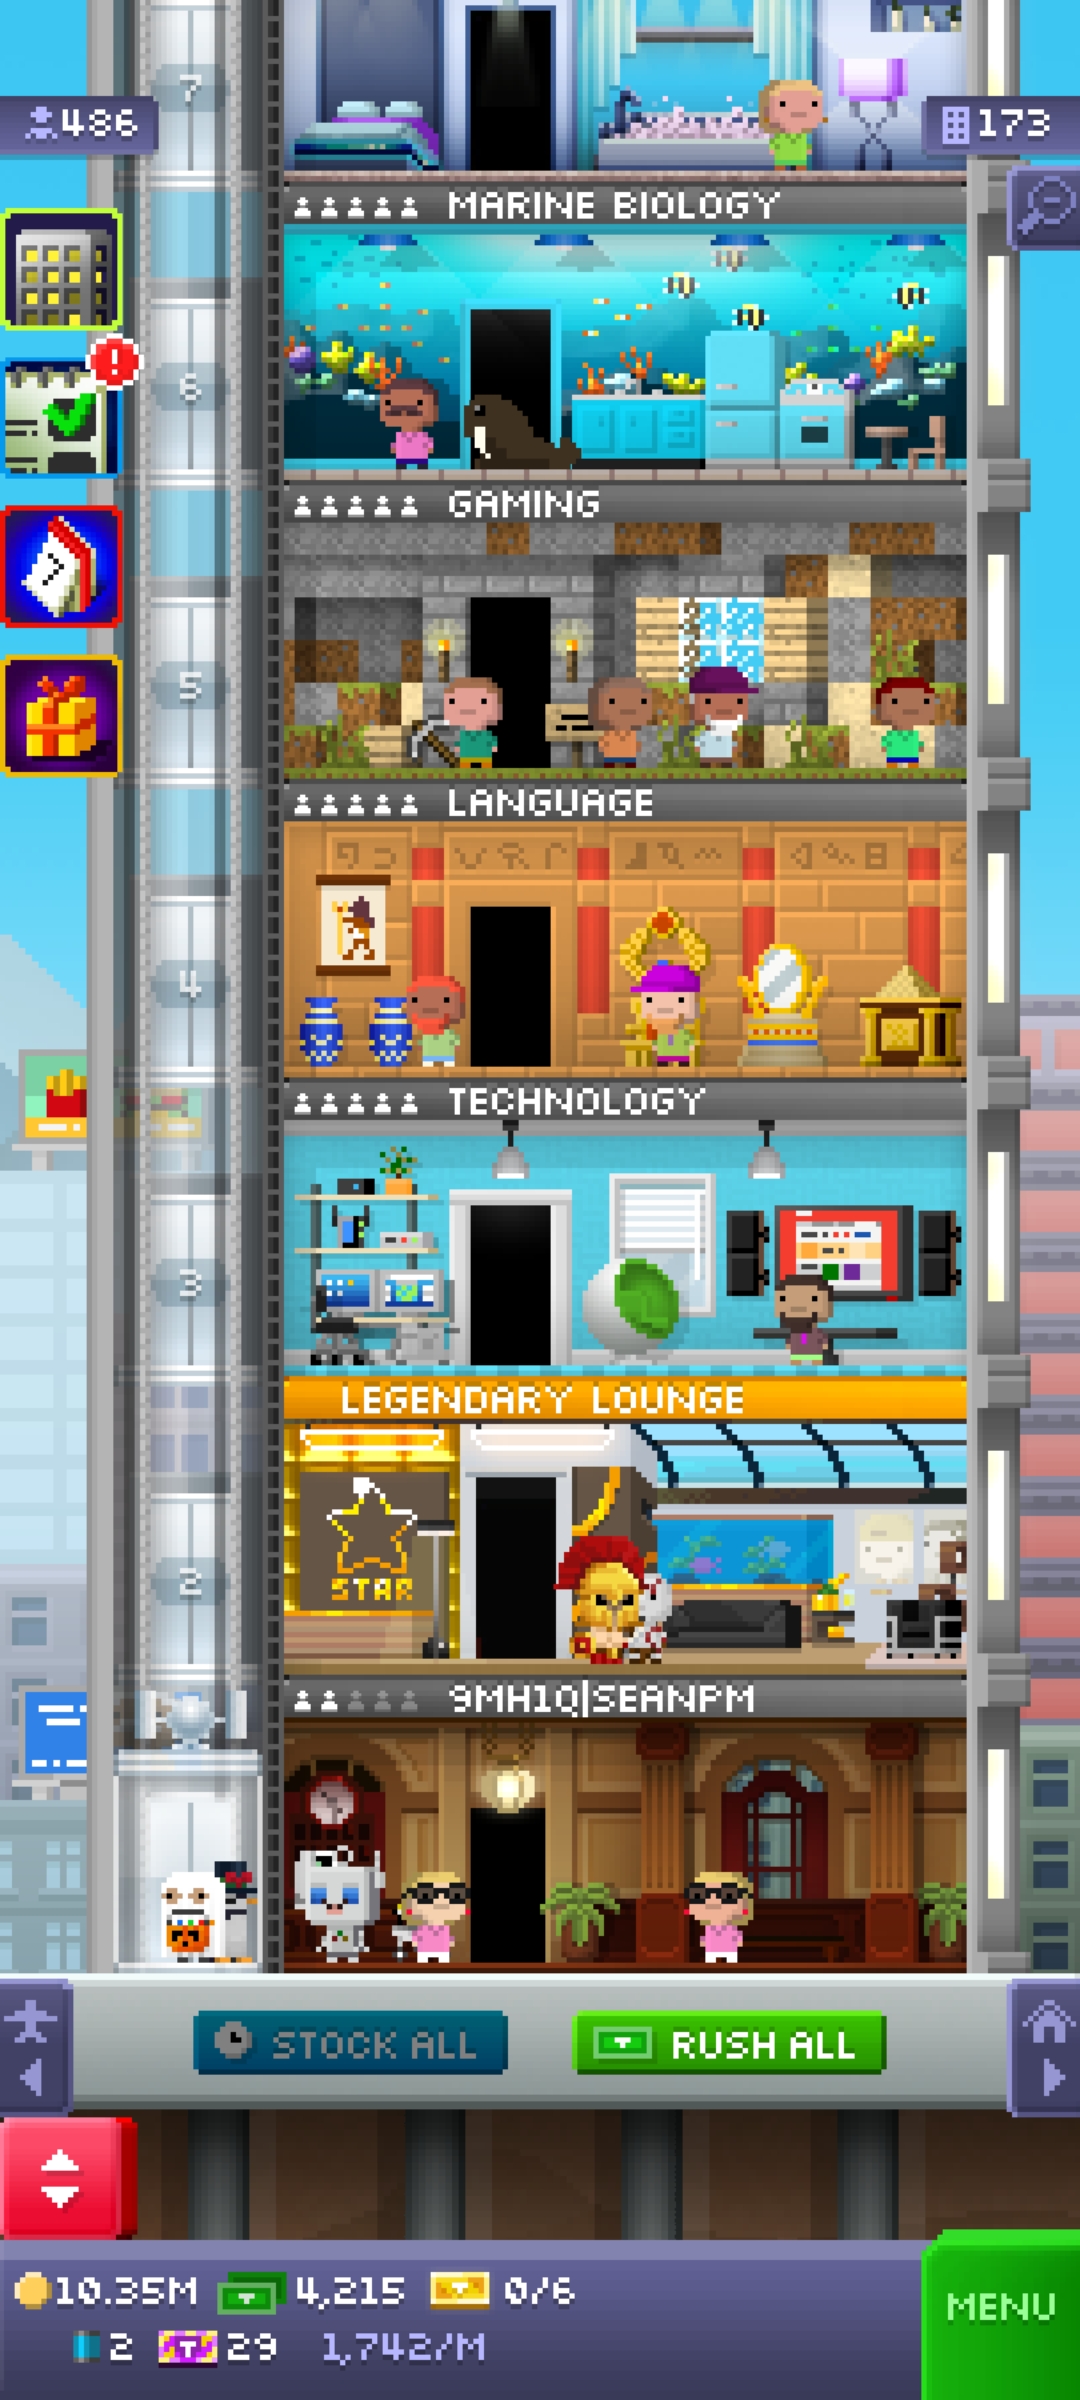 7
486
173
MARINE BIOLOGY
6
GAMING
7
5
LANGUAGE
4
TECHNOLOGY
3
LEGENDARY LOUNGE
STAR
2
9MH1Q|SEANPM
STOCK ALL
RUSH ALL
10.35M
4,215
0/6
MENU
2
29
1,742/M